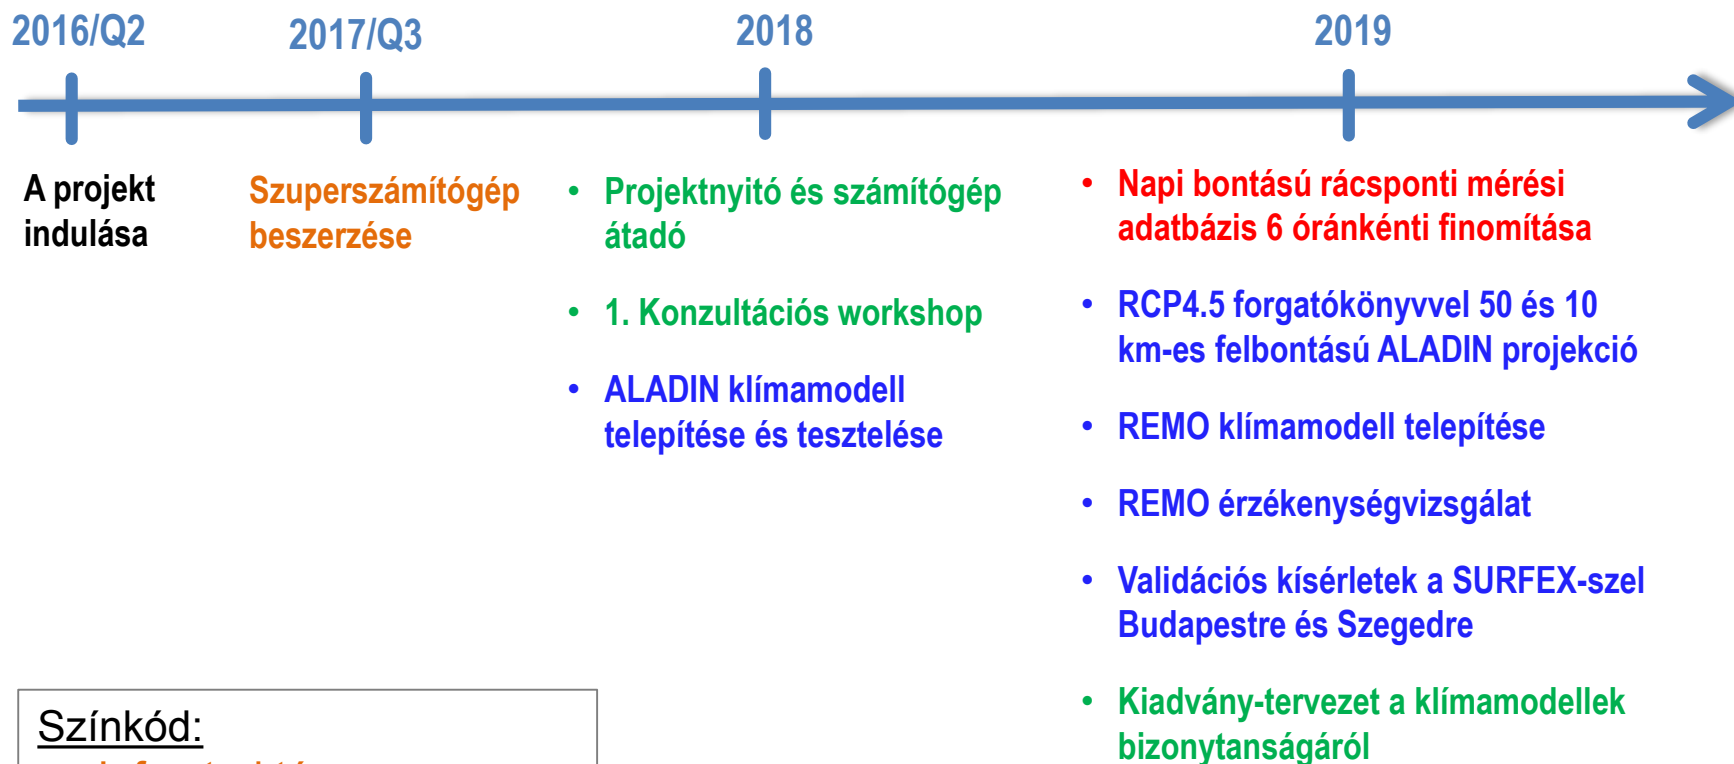 2016/Q2
2017/Q3
2018
2019
A projekt
indulása
Szuperszámítógép
beszerzése
• Projektnyitó és számítógép
átadó
• 1. Konzultációs workshop
• ALADIN klímamodell
telepítése és tesztelése
• Napi bontású rácsponti mérési
adatbázis 6 óránkénti finomítása
• RCP4.5 forgatókönyvvel 50 és 10
km-es felbontású ALADIN projekció
• REMO klímamodell telepítése
• REMO érzékenységvizsgálat
• Validációs kísérletek a SURFEX-szel
Budapestre és Szegedre
• Kiadvány-tervezet a klímamodellek
bizonytanságáról
Színkód: